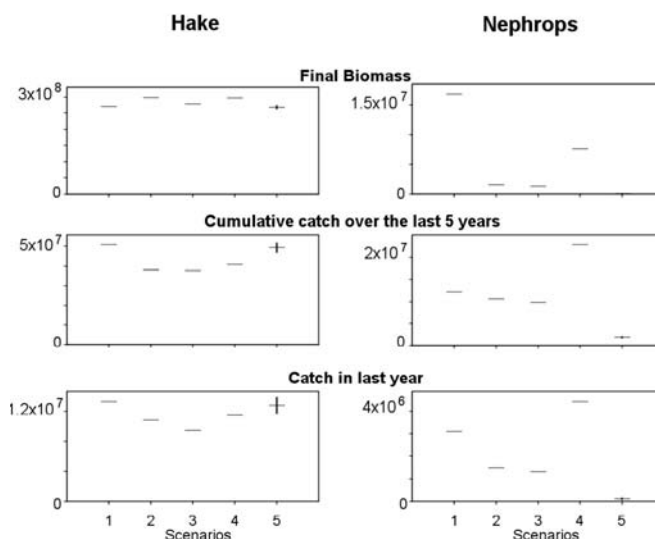 Hake
Nephrops
Final Biomass
3x10⁸
0
1.5x10⁷
0
Cumulative catch over the last 5 years
5x10⁷
0
2x10⁷
0
Catch in last year
1.2x10⁷
0
4x10⁶
0
1 2 3 4 5
Scenarios
1 2 3 4 5
Scenarios